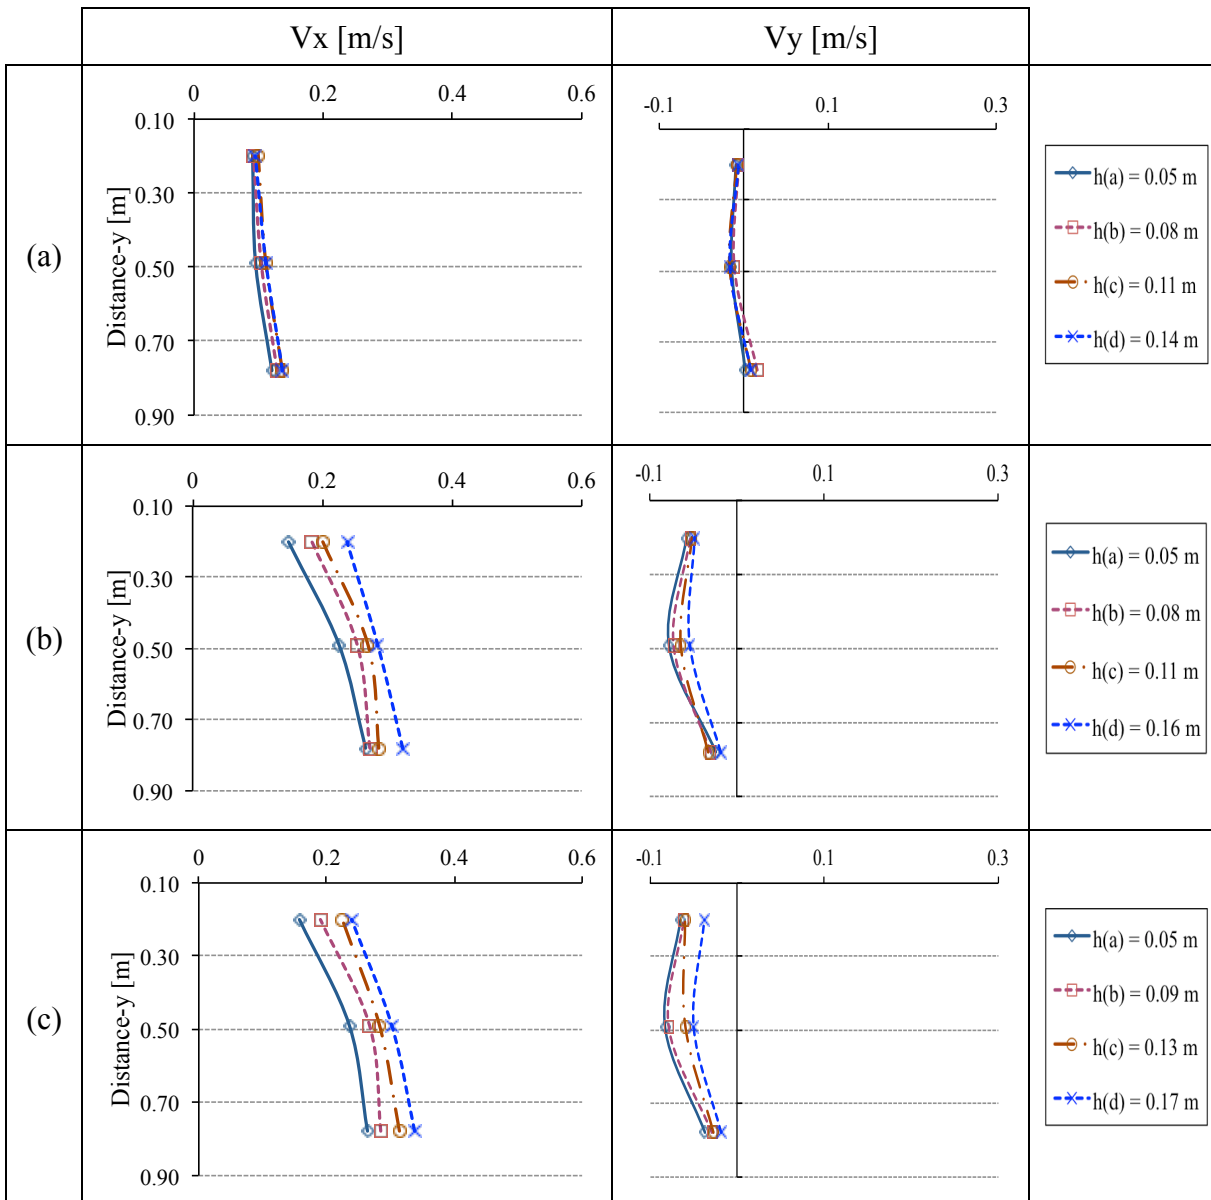 Vx [m/s] Vy [m/s]
(a)
0 0.2 0.4 0.6
0.10
0.30
0.50
0.70
0.90
Distance-y [m]
-0.1 0.1 0.3
h(a) = 0.05 m
h(b) = 0.08 m
h(c) = 0.11 m
h(d) = 0.14 m
(b)
0 0.2 0.4 0.6
0.10
0.30
0.50
0.70
0.90
Distance-y [m]
-0.1 0.1 0.3
h(a) = 0.05 m
h(b) = 0.08 m
h(c) = 0.11 m
h(d) = 0.16 m
(c)
0 0.2 0.4 0.6
0.10
0.30
0.50
0.70
0.90
Distance-y [m]
-0.1 0.1 0.3
h(a) = 0.05 m
h(b) = 0.09 m
h(c) = 0.13 m
h(d) = 0.17 m